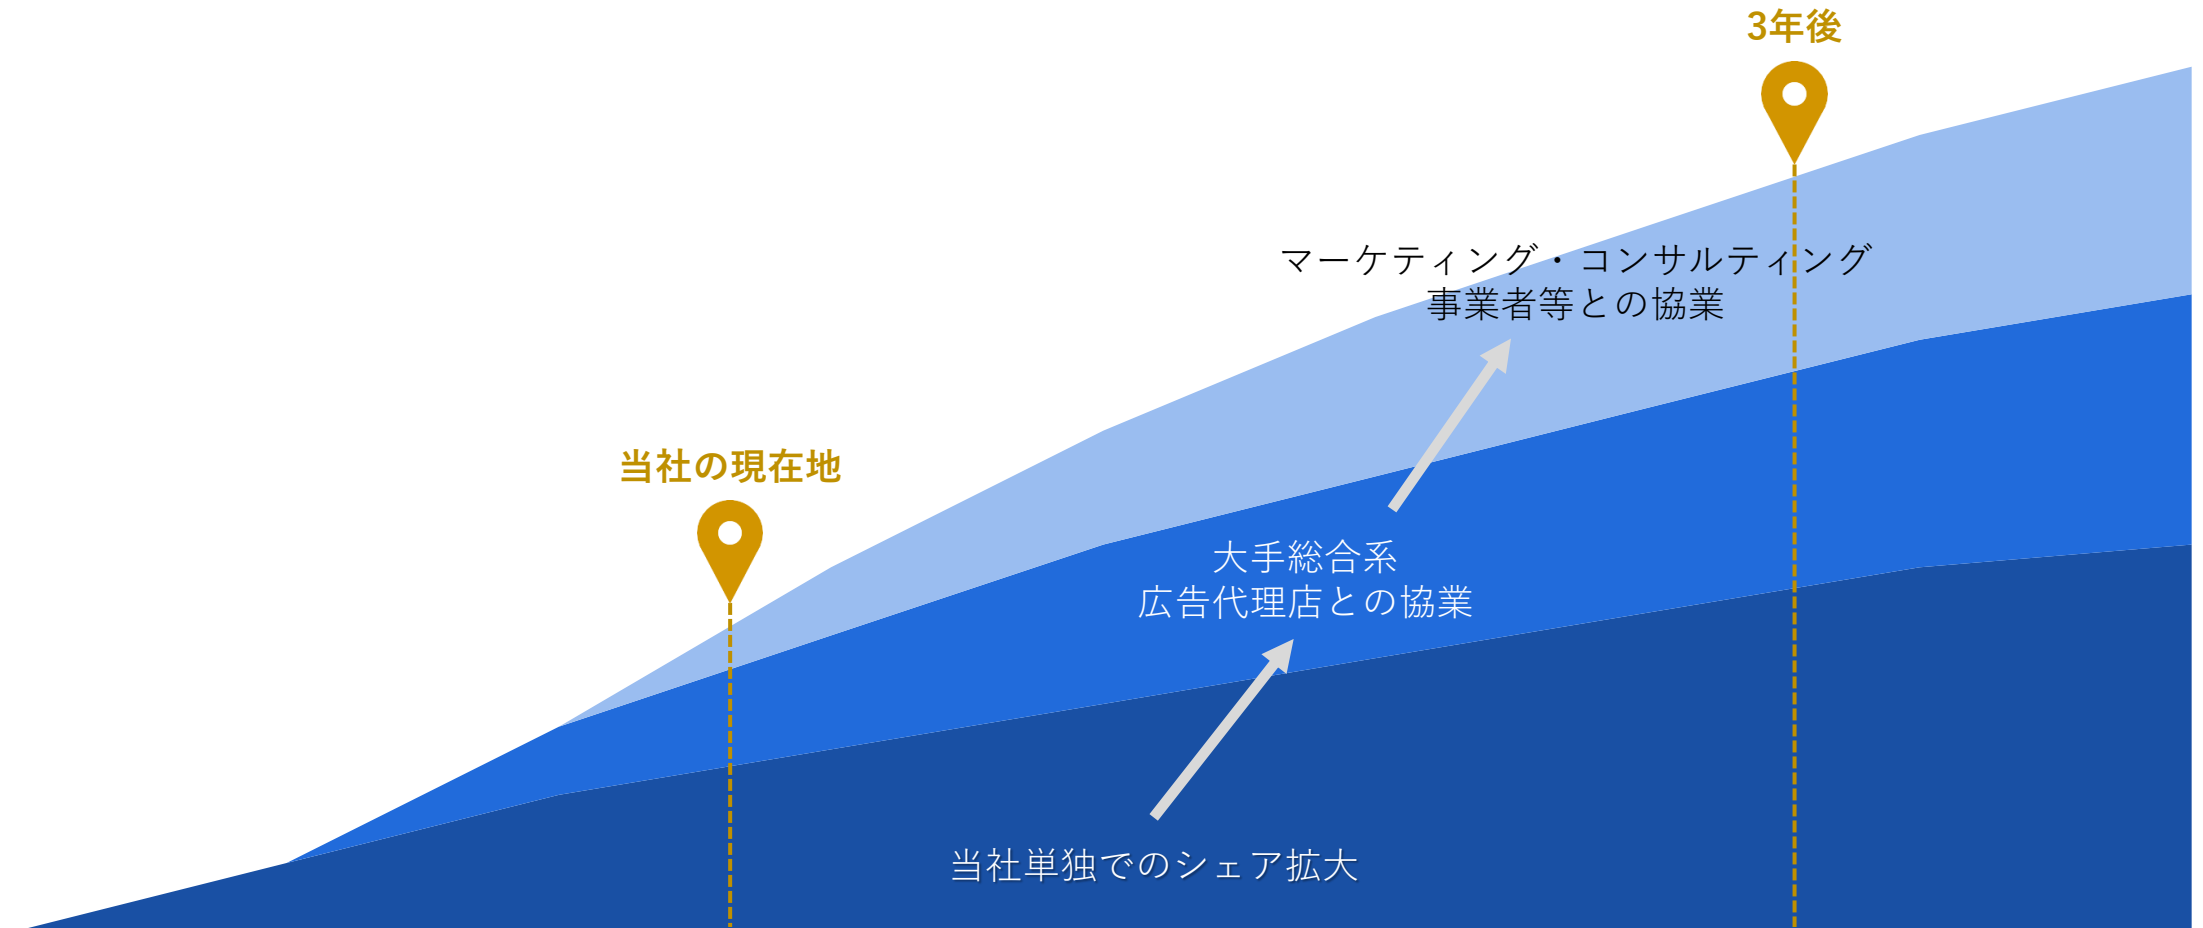 3年後
マーケティング・コンサルティング
事業者等との協業
当社の現在地
大手総合系
広告代理店との協業
当社単独でのシェア拡大